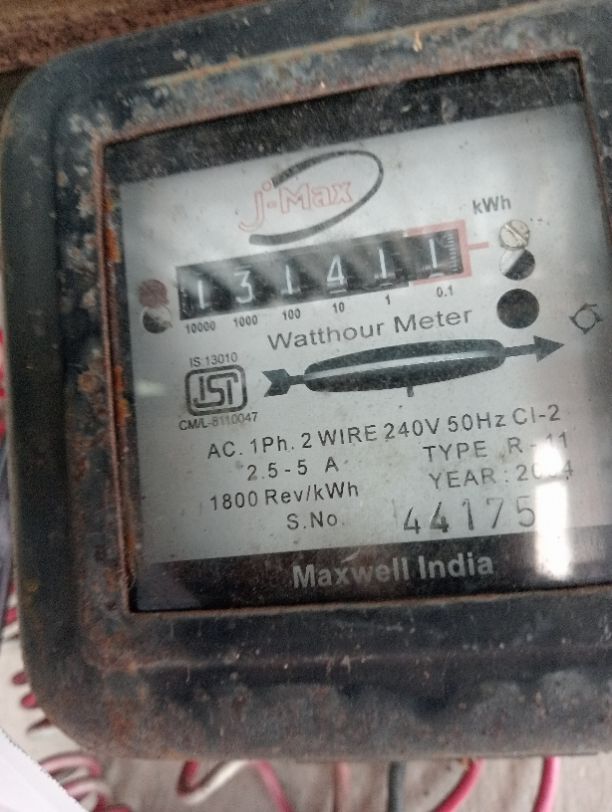 j-Max
kWh
1 3 1 4 1 1
10000 1000 100 10 1 0.1
Watthour Meter
IS 13010
ISI
CM/L-8110047
AC. 1Ph. 2 WIRE 240V 50Hz Cl-2
2.5-5 A TYPE R-11
1800 Rev/kWh YEAR:
S.No. 44175
Maxwell India